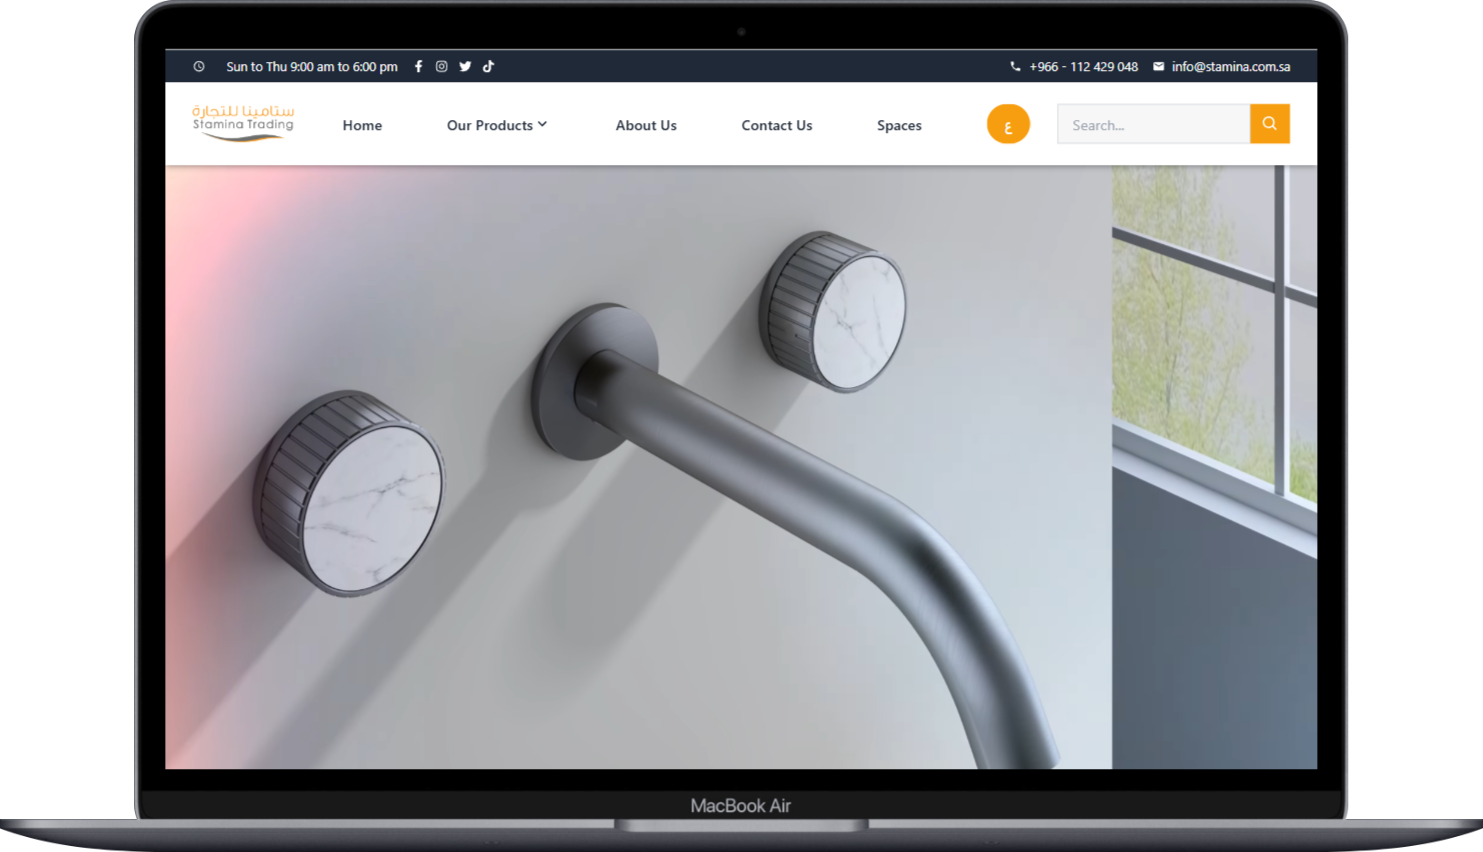 Sun to Thu 9:00 am to 6:00 pm
+966 - 112 429 048
info@stamina.com.sa
ستامينا للتجارة
Stamina Trading
Home
Our Products
About Us
Contact Us
Spaces
ع
Search...
MacBook Air